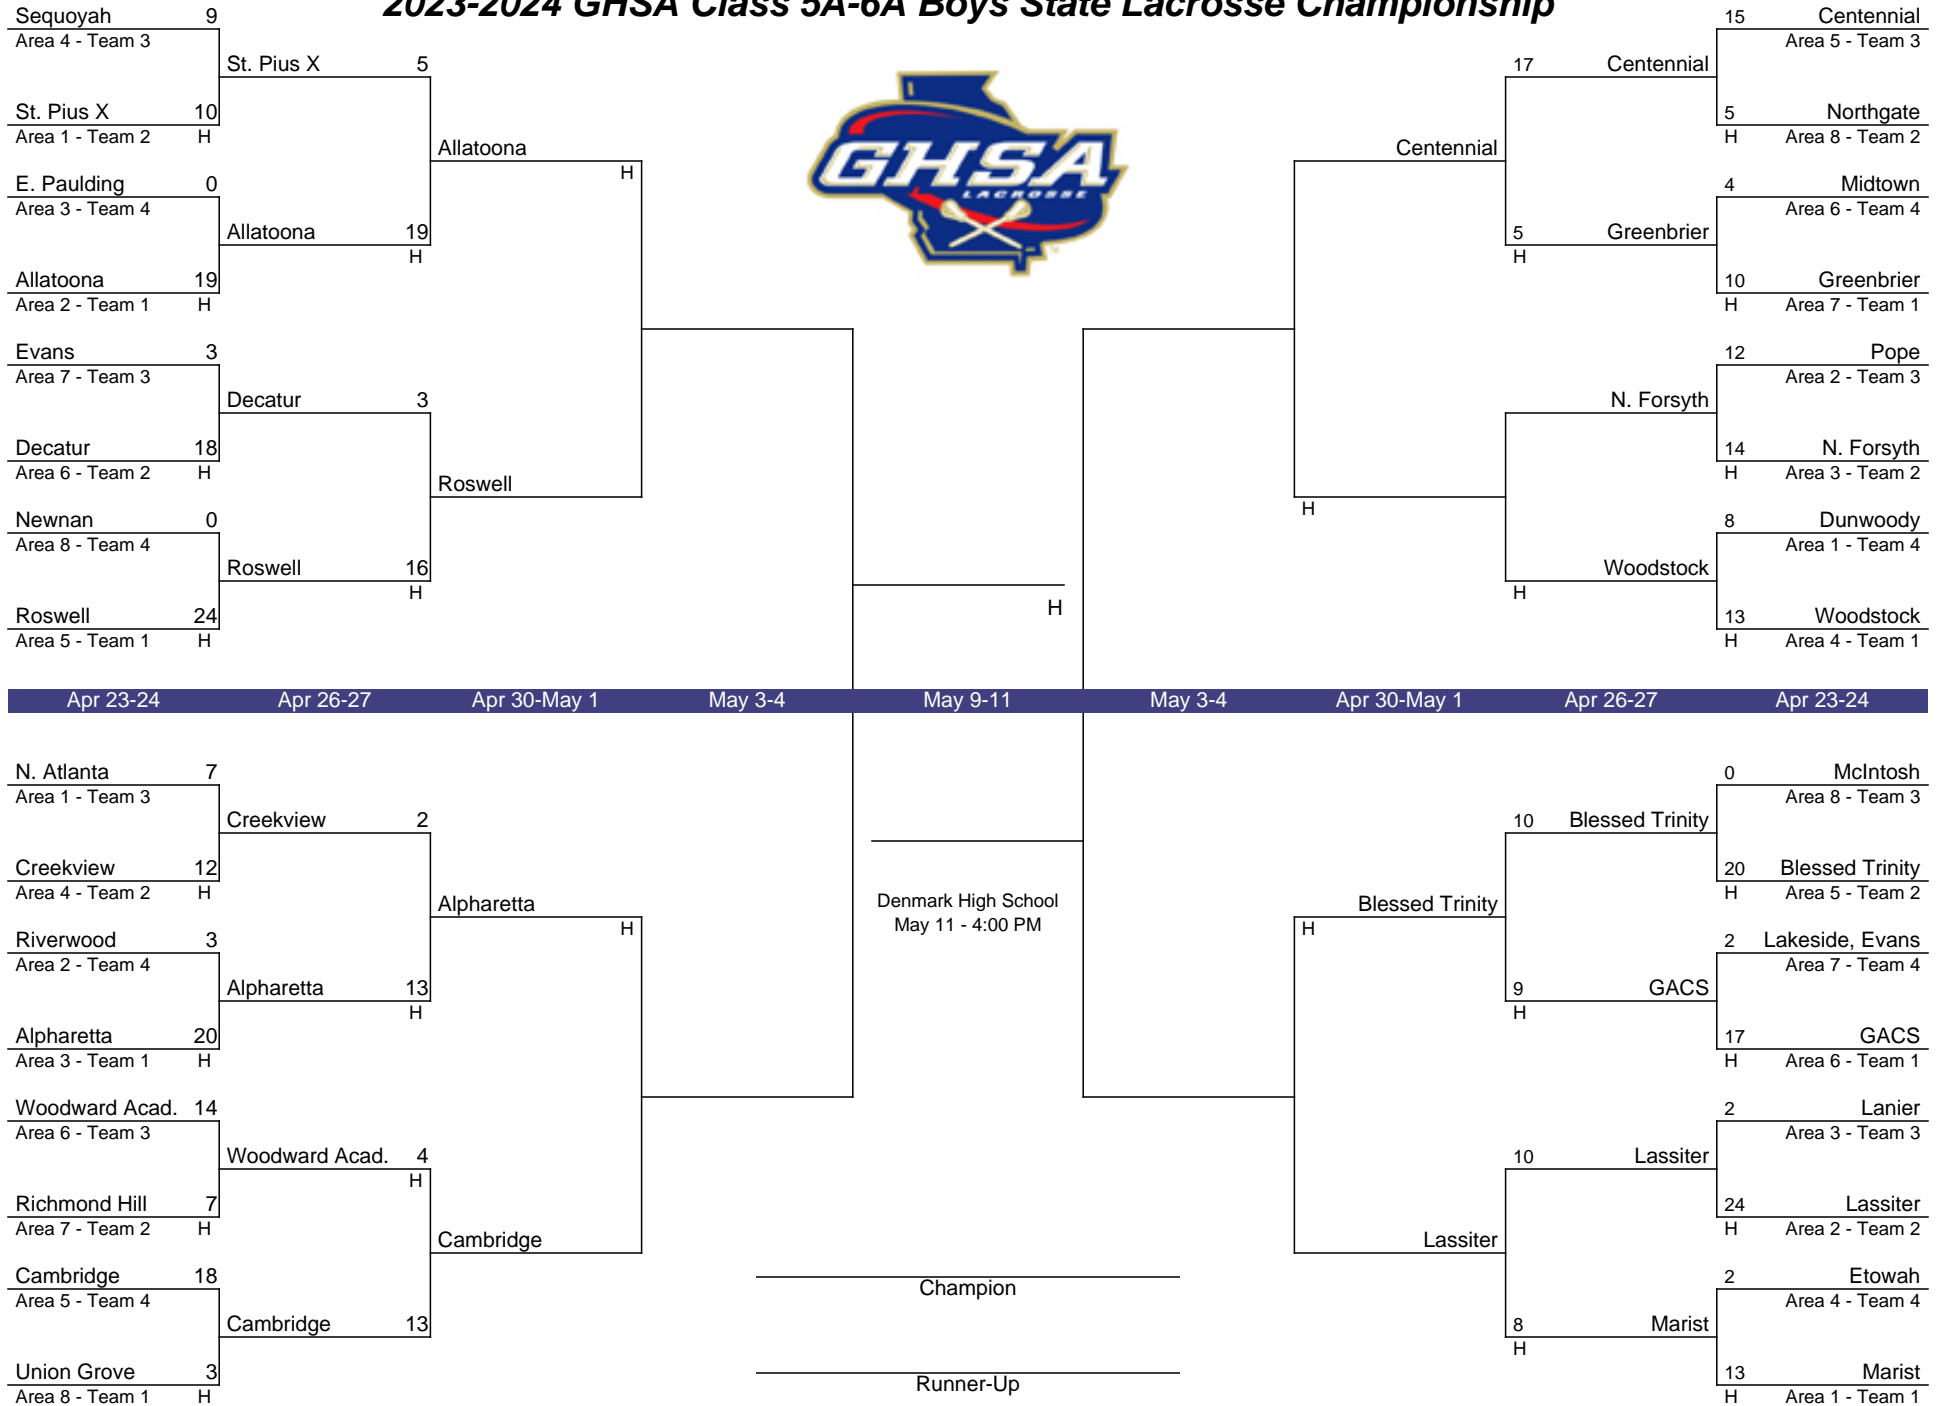 2023-2024 GHSA Class 5A-6A Boys State Lacrosse Championship
GHSA
LACROSSE
Sequoyah 9
Area 4 - Team 3
St. Pius X 5
St. Pius X 10
Area 1 - Team 2 H
Allatoona
H
E. Paulding 0
Area 3 - Team 4
Allatoona 19
H
Allatoona 19
Area 2 - Team 1 H
Evans 3
Area 7 - Team 3
Decatur 3
Decatur 18
Area 6 - Team 2 H
Roswell
Newnan 0
Area 8 - Team 4
Roswell 16
H
Roswell 24
Area 5 - Team 1 H
H
15 Centennial
Area 5 - Team 3
17 Centennial
5 Northgate
H Area 8 - Team 2
Centennial
4 Midtown
Area 6 - Team 4
5 Greenbrier
H
10 Greenbrier
H Area 7 - Team 1
12 Pope
Area 2 - Team 3
N. Forsyth
14 N. Forsyth
H Area 3 - Team 2
H
8 Dunwoody
Area 1 - Team 4
Woodstock
H
13 Woodstock
H Area 4 - Team 1
Apr 23-24 Apr 26-27 Apr 30-May 1 May 3-4 May 9-11 May 3-4 Apr 30-May 1 Apr 26-27 Apr 23-24
N. Atlanta 7
Area 1 - Team 3
Creekview 2
Creekview 12
Area 4 - Team 2 H
Alpharetta
H
Riverwood 3
Area 2 - Team 4
Alpharetta 13
H
Alpharetta 20
Area 3 - Team 1 H
Woodward Acad. 14
Area 6 - Team 3
Woodward Acad. 4
H
Richmond Hill 7
Area 7 - Team 2 H
Cambridge
Cambridge 18
Area 5 - Team 4
Cambridge 13
Union Grove 3
Area 8 - Team 1 H
Denmark High School
May 11 - 4:00 PM
Champion
Runner-Up
0 McIntosh
Area 8 - Team 3
10 Blessed Trinity
20 Blessed Trinity
H Area 5 - Team 2
Blessed Trinity
H
2 Lakeside, Evans
Area 7 - Team 4
9 GACS
H
17 GACS
H Area 6 - Team 1
2 Lanier
Area 3 - Team 3
10 Lassiter
24 Lassiter
H Area 2 - Team 2
Lassiter
2 Etowah
Area 4 - Team 4
8 Marist
H
13 Marist
H Area 1 - Team 1